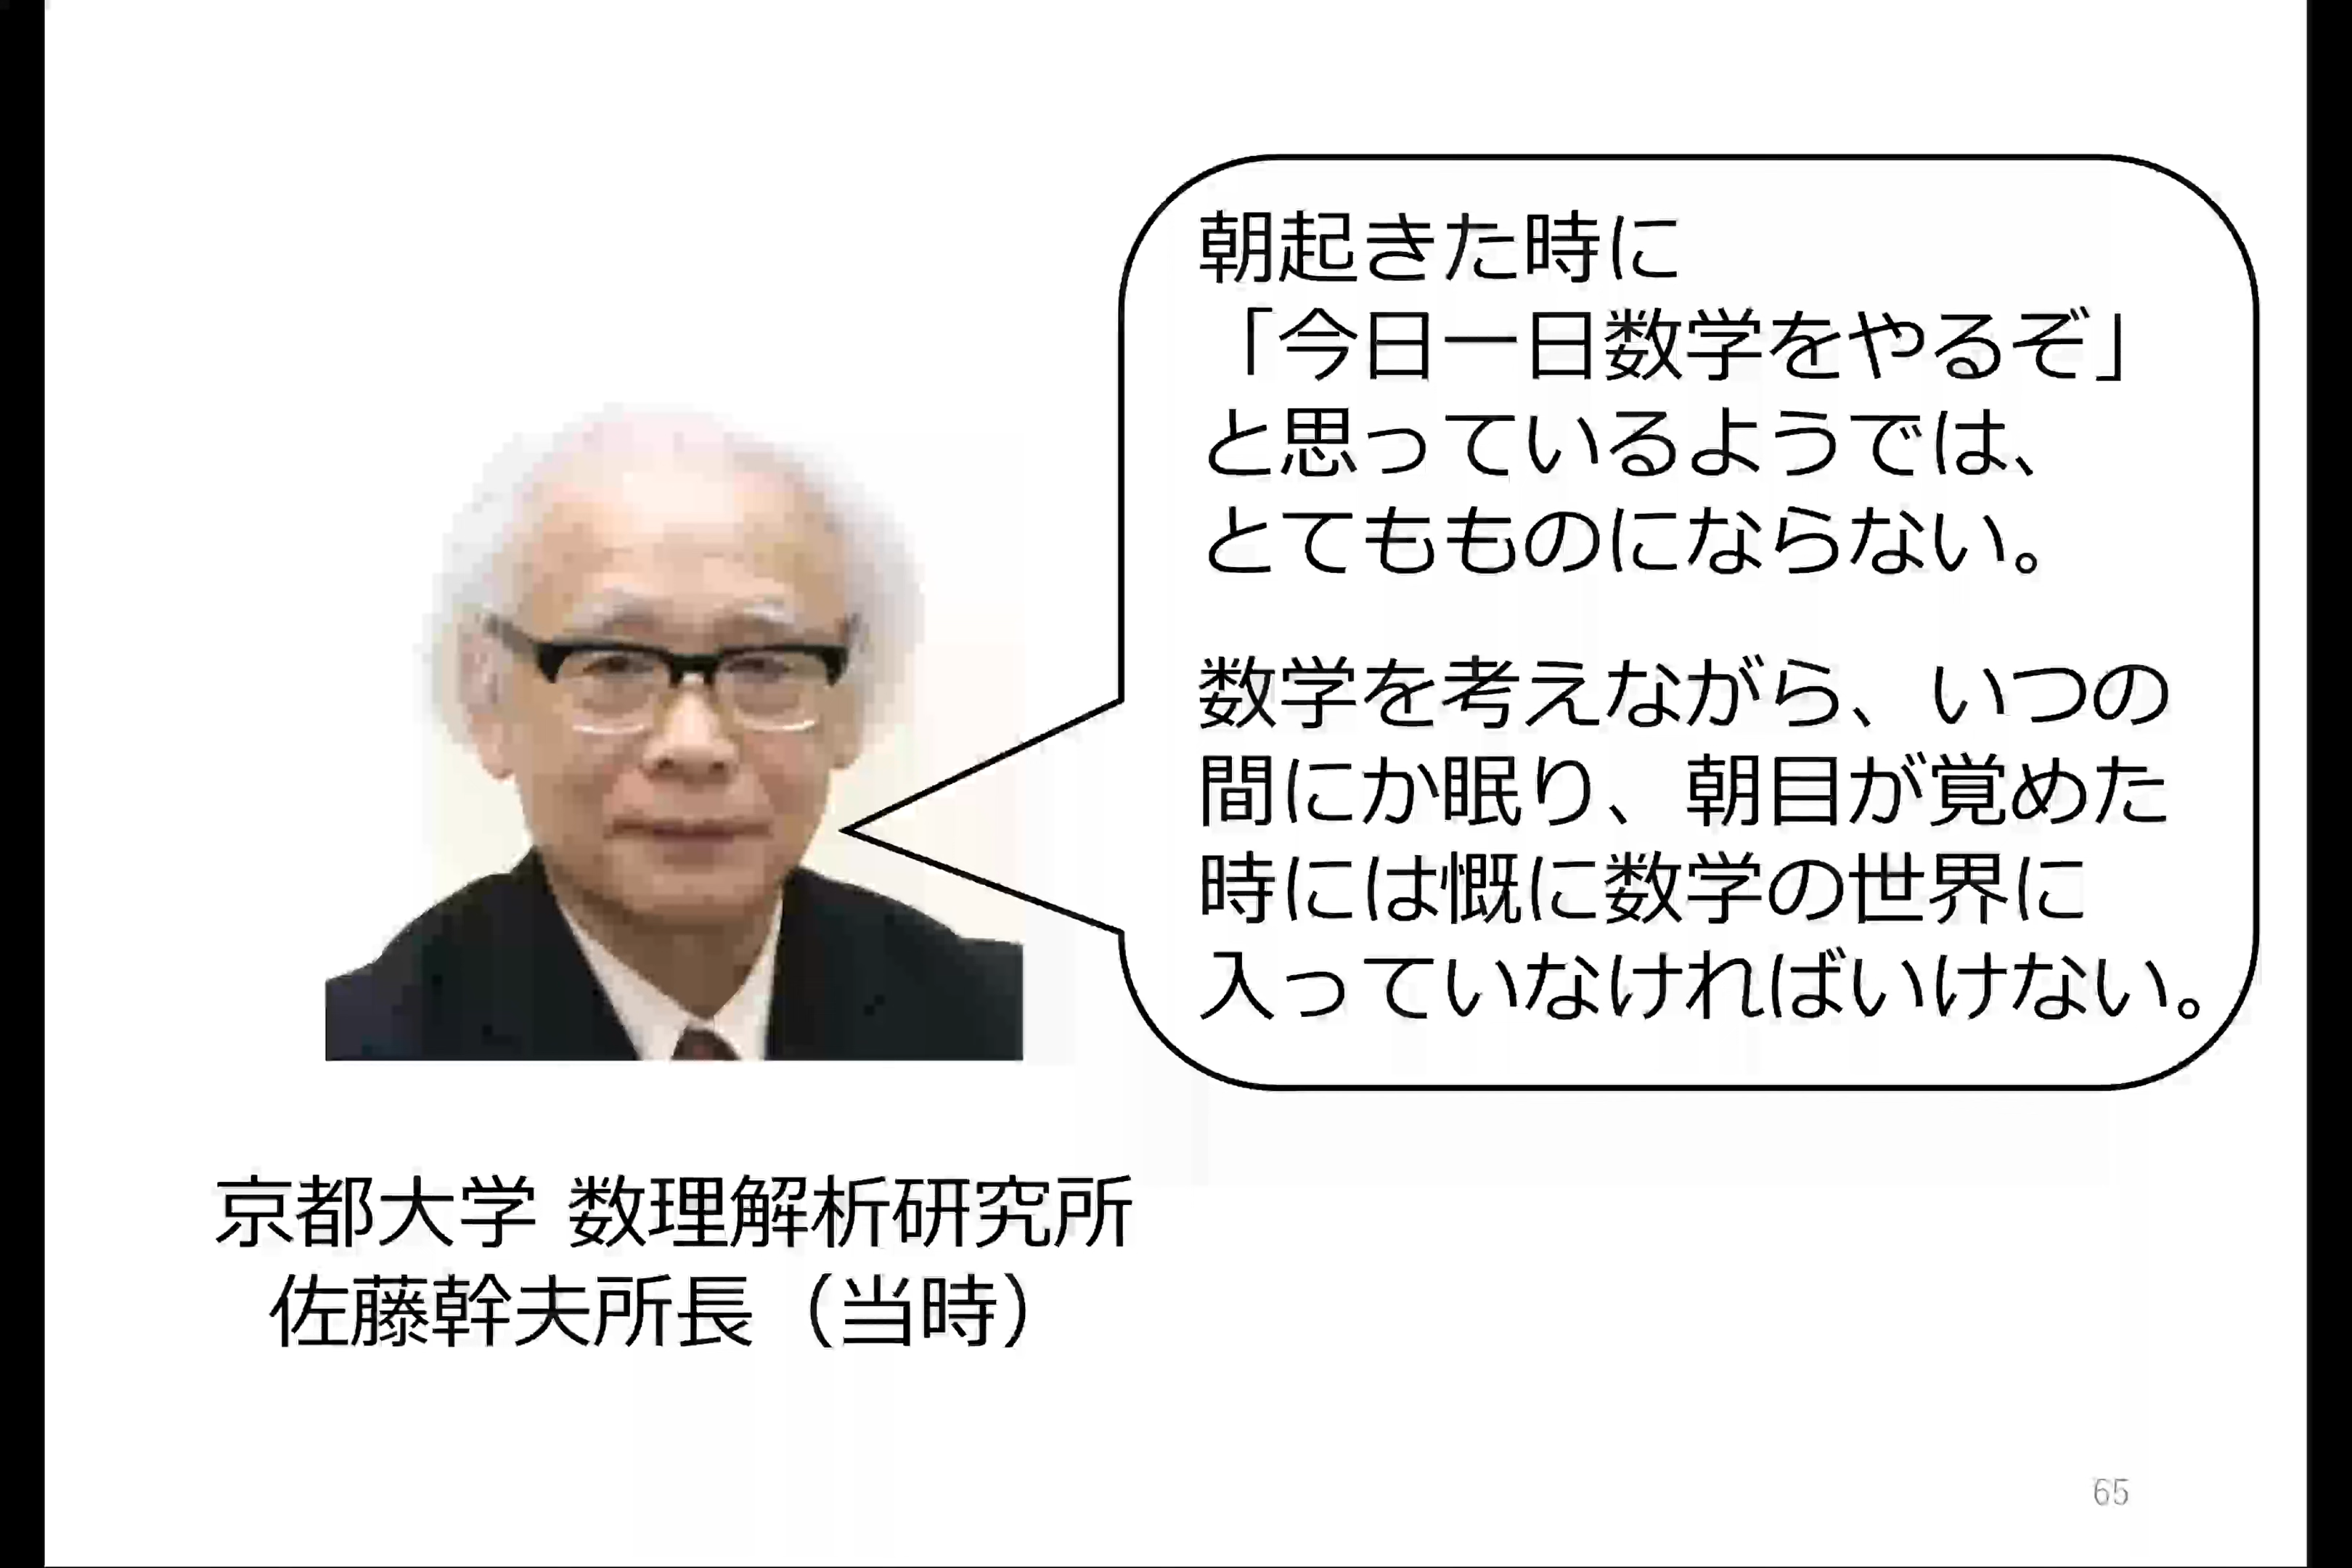 朝起きた時に
「今日一日数学をやるぞ」
と思っているようでは、
とてもものにならない。
数学を考えながら、いつの
間にか眠り、朝目が覚めた
時には慨に数学の世界に
入っていなければいけない。
京都大学 数理解析研究所
佐藤幹夫所長（当時）
65